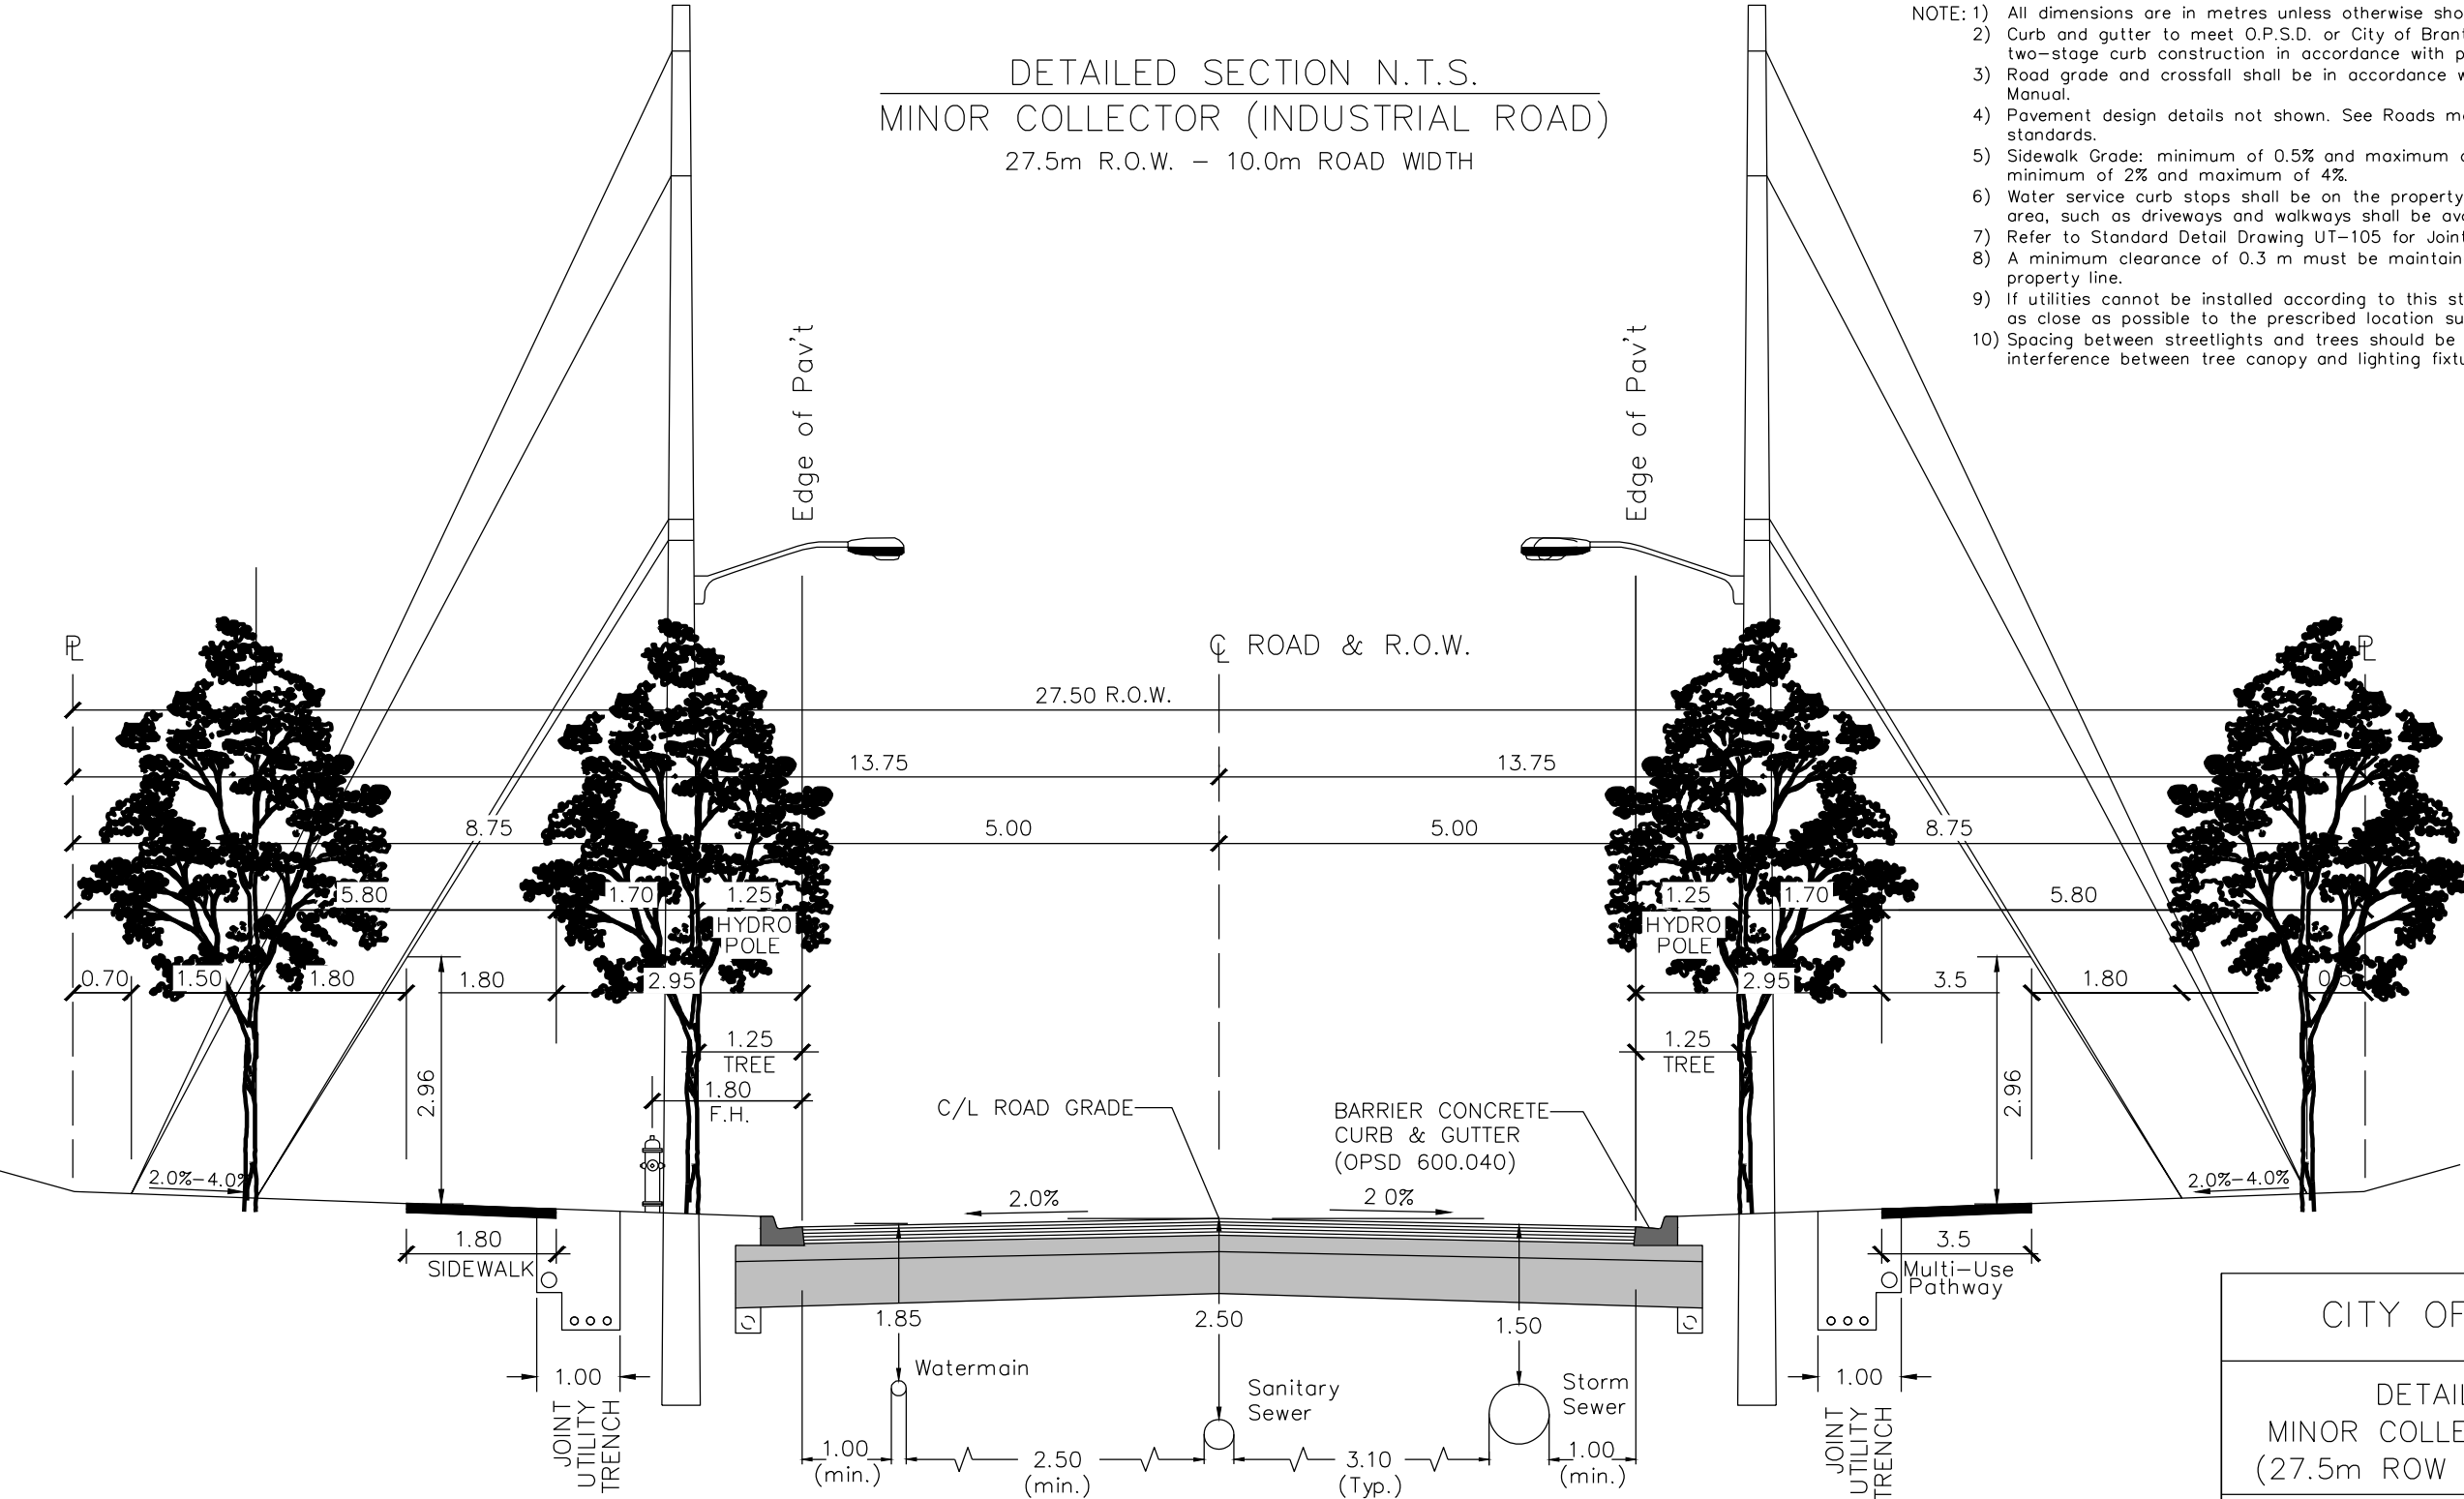 DETAILED SECTION N.T.S.
MINOR COLLECTOR (INDUSTRIAL ROAD)
27.5m R.O.W. – 10.0m ROAD WIDTH
NOTE: 1) All dimensions are in metres unless otherwise
2) Curb and gutter to meet O.P.S.D. or City of
two–stage curb construction in accordance with
3) Road grade and crossfall shall be in accordance
Manual.
4) Pavement design details not shown. See Roads
standards.
5) Sidewalk Grade: minimum of 0.5% and maximum
minimum of 2% and maximum of 4%.
6) Water service curb stops shall be on the property
area, such as driveways and walkways shall be
7) Refer to Standard Detail Drawing UT–105 for Joint
8) A minimum clearance of 0.3 m must be
property line.
9) If utilities cannot be installed according to this
as close as possible to the prescribed location
10) Spacing between streetlights and trees should be
interference between tree canopy and lighting
Edge of Pav't
Edge of Pav't
PL
CL ROAD & R.O.W.
PL
27.50 R.O.W.
13.75
13.75
8.75
5.00
5.00
8.75
5.80
1.70
1.25
HYDRO
POLE
1.25
HYDRO
POLE
1.70
5.80
0.70
1.50
1.80
1.80
2.95
2.95
3.5
1.80
2.96
1.25
TREE
1.80
F.H.
1.25
TREE
2.96
C/L ROAD GRADE
BARRIER CONCRETE
CURB & GUTTER
(OPSD 600.040)
2.0%–4.0%
2.0%
2 0%
2.0%–4.0%
1.80
SIDEWALK
3.5
Multi–Use
Pathway
1.85
2.50
1.50
Watermain
Sanitary
Sewer
Storm
Sewer
1.00
JOINT
UTILITY
TRENCH
1.00
JOINT
UTILITY
TRENCH
1.00
(min.)
2.50
(min.)
3.10
(Typ.)
1.00
(min.)
CITY OF
MINOR
(27.5m ROW